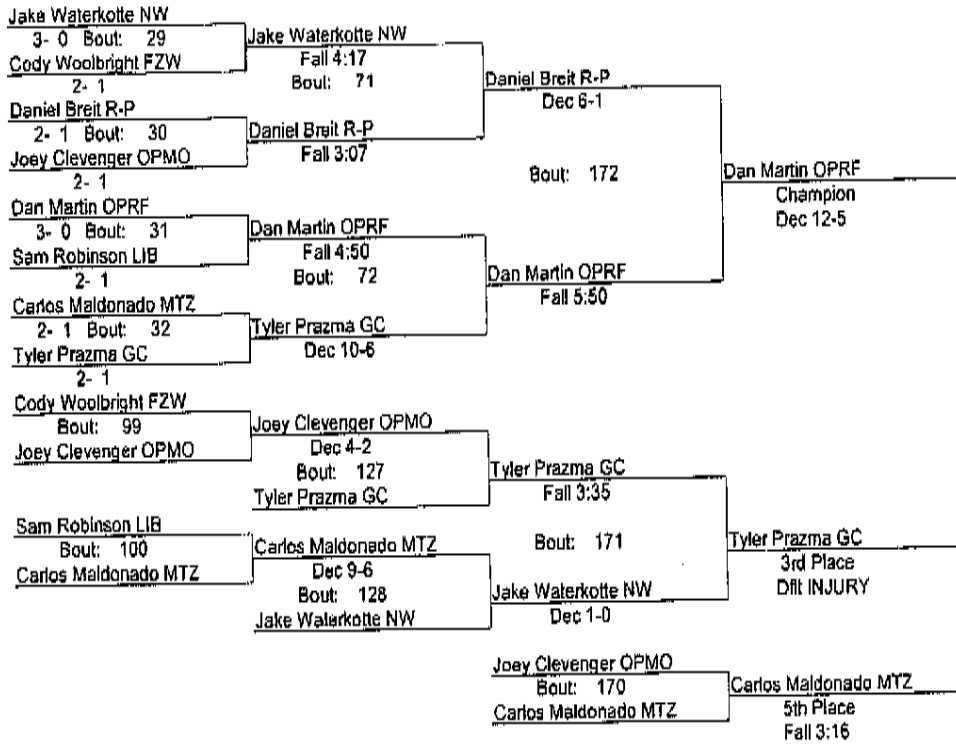 Jake Waterkotte NW
3- 0 Bout: 29
Cody Woolbright FZW
2- 1
Daniel Breit R-P
2- 1 Bout: 30
Joey Clevenger OPMO
2- 1
Dan Martin OPRF
3- 0 Bout: 31
Sam Robinson LIB
2- 1
Carlos Maldonado MTZ
2- 1 Bout: 32
Tyler Prazma GC
2- 1
Jake Waterkotte NW
Fall 4:17
Bout: 71
Daniel Breit R-P
Fall 3:07
Dan Martin OPRF
Fall 4:50
Bout: 72
Tyler Prazma GC
Dec 10-6
Daniel Breit R-P
Dec 6-1
Bout: 172
Dan Martin OPRF
Fall 5:50
Dan Martin OPRF
Champion
Dec 12-5
Cody Woolbright FZW
Bout: 99
Joey Clevenger OPMO
Sam Robinson LIB
Bout: 100
Carlos Maldonado MTZ
Joey Clevenger OPMO
Dec 4-2
Bout: 127
Tyler Prazma GC
Carlos Maldonado MTZ
Dec 9-6
Bout: 128
Jake Waterkotte NW
Tyler Prazma GC
Fall 3:35
Bout: 171
Jake Waterkotte NW
Dec 1-0
Tyler Prazma GC
3rd Place
Dflt INJURY
Joey Clevenger OPMO
Bout: 170
Carlos Maldonado MTZ
Carlos Maldonado MTZ
5th Place
Fall 3:16